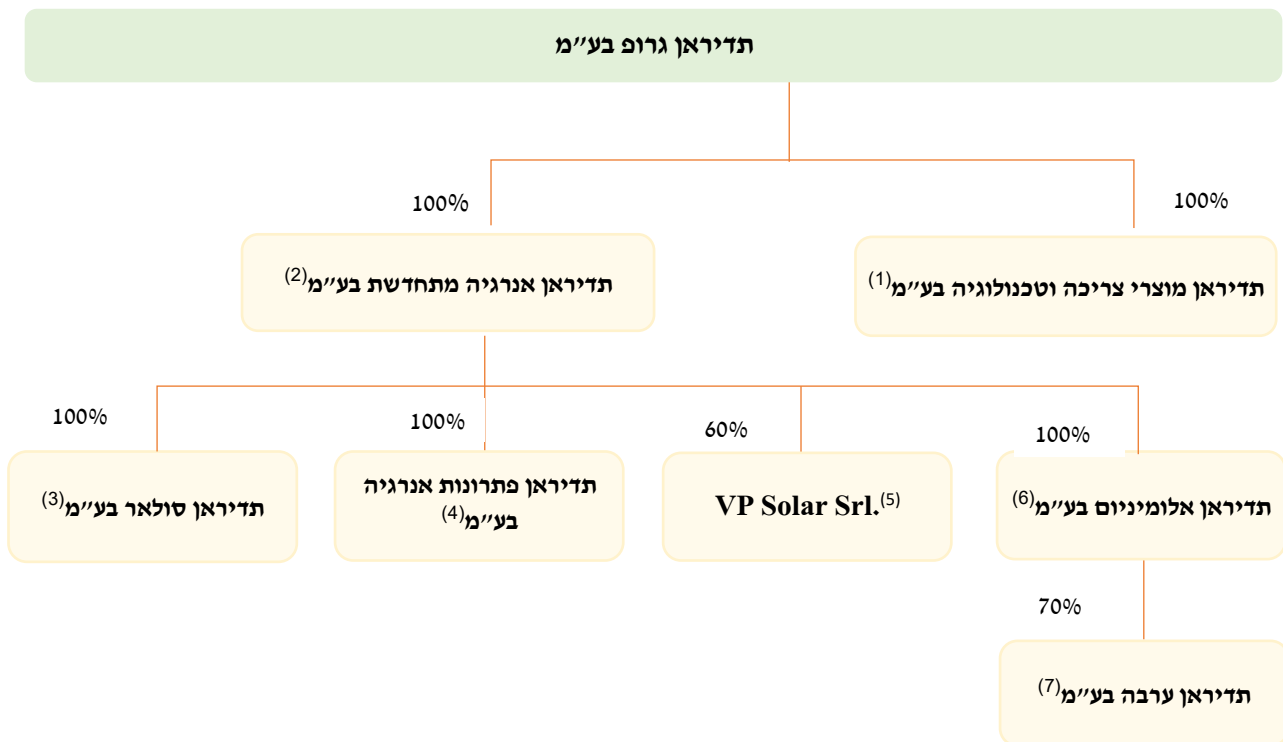 תדיראן גרופ בע״מ
100%
100%
תדיראן מוצרי צריכה וטכנולוגיה בע״מ(1)
תדיראן אנרגיה מתחדשת בע״מ(2)
100%
60%
100%
100%
תדיראן אלומיניום בע״מ(6)
VP Solar Srl.(5)
תדיראן פתרונות אנרגיה
בע״מ(4)
תדיראן סולאר בע״מ(3)
70%
תדיראן ערבה בע״מ(7)